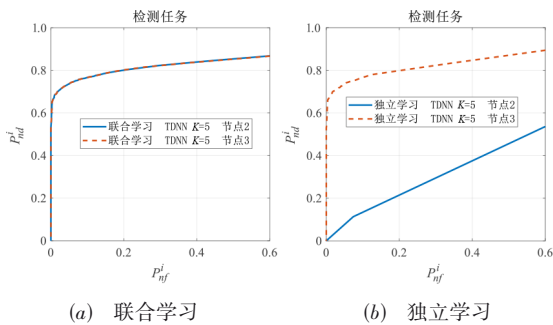 检测任务
1.0
0.8
0.6
0.4
0.2
0
P^i_nd
联合学习 TDNN K=5 节点2
联合学习 TDNN K=5 节点3
0 0.2 0.4 0.6
P^i_nf
(a) 联合学习
检测任务
1.0
0.8
0.6
0.4
0.2
0
P^i_nd
独立学习 TDNN K=5 节点2
独立学习 TDNN K=5 节点3
0 0.2 0.4 0.6
P^i_nf
(b) 独立学习